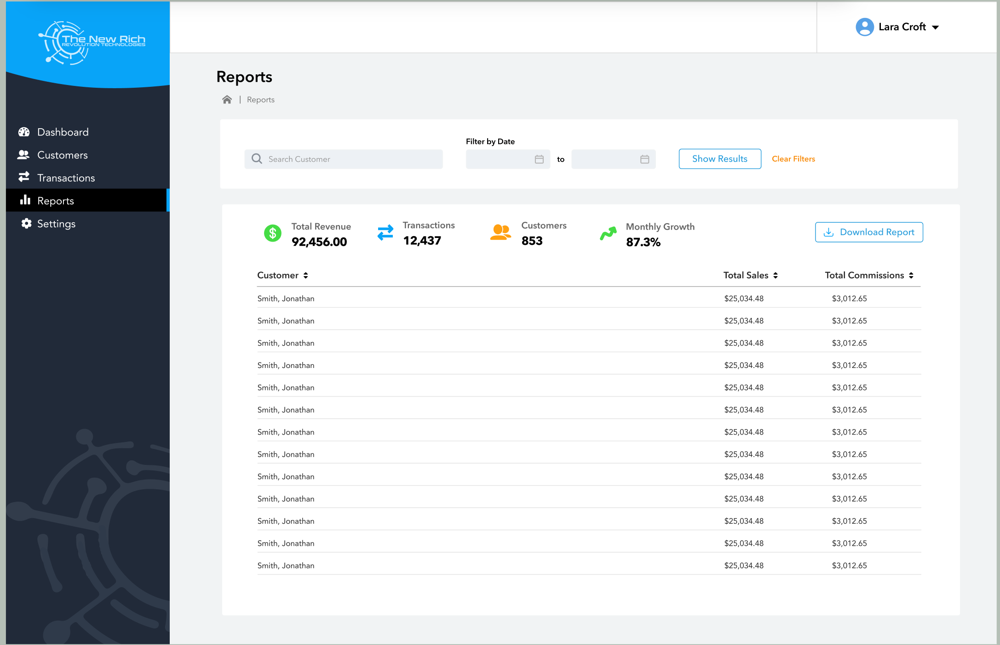 The New Rich
REVOLUTION TECHNOLOGIES
Lara Croft
Dashboard
Customers
Transactions
Reports
Settings
Reports
| Reports
Filter by Date
Search Customer
to
Show Results
Clear Filters
Total Revenue
92,456.00
Transactions
12,437
Customers
853
Monthly Growth
87.3%
Download Report
Customer Total Sales Total Commissions
Smith, Jonathan $25,034.48 $3,012.65
Smith, Jonathan $25,034.48 $3,012.65
Smith, Jonathan $25,034.48 $3,012.65
Smith, Jonathan $25,034.48 $3,012.65
Smith, Jonathan $25,034.48 $3,012.65
Smith, Jonathan $25,034.48 $3,012.65
Smith, Jonathan $25,034.48 $3,012.65
Smith, Jonathan $25,034.48 $3,012.65
Smith, Jonathan $25,034.48 $3,012.65
Smith, Jonathan $25,034.48 $3,012.65
Smith, Jonathan $25,034.48 $3,012.65
Smith, Jonathan $25,034.48 $3,012.65
Smith, Jonathan $25,034.48 $3,012.65